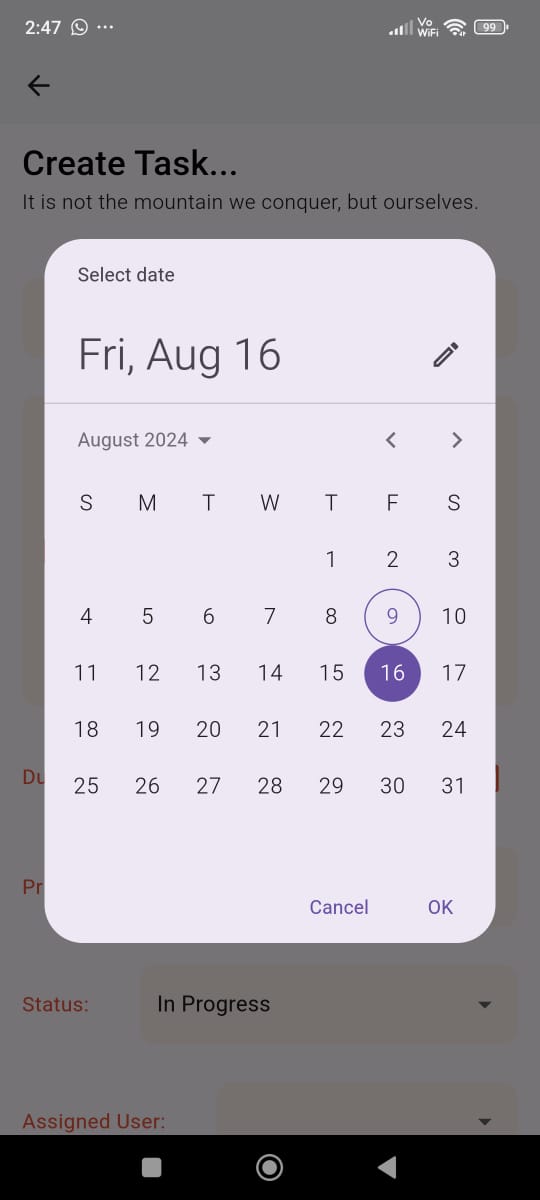 2:47 ... Vo WiFi 99
Create Task...
It is not the mountain we conquer, but ourselves.
Select date
Fri, Aug 16
August 2024
S M T W T F S
1 2 3
4 5 6 7 8 9 10
11 12 13 14 15 16 17
18 19 20 21 22 23 24
Du
25 26 27 28 29 30 31
Pr
Cancel OK
Status: In Progress
Assigned User: